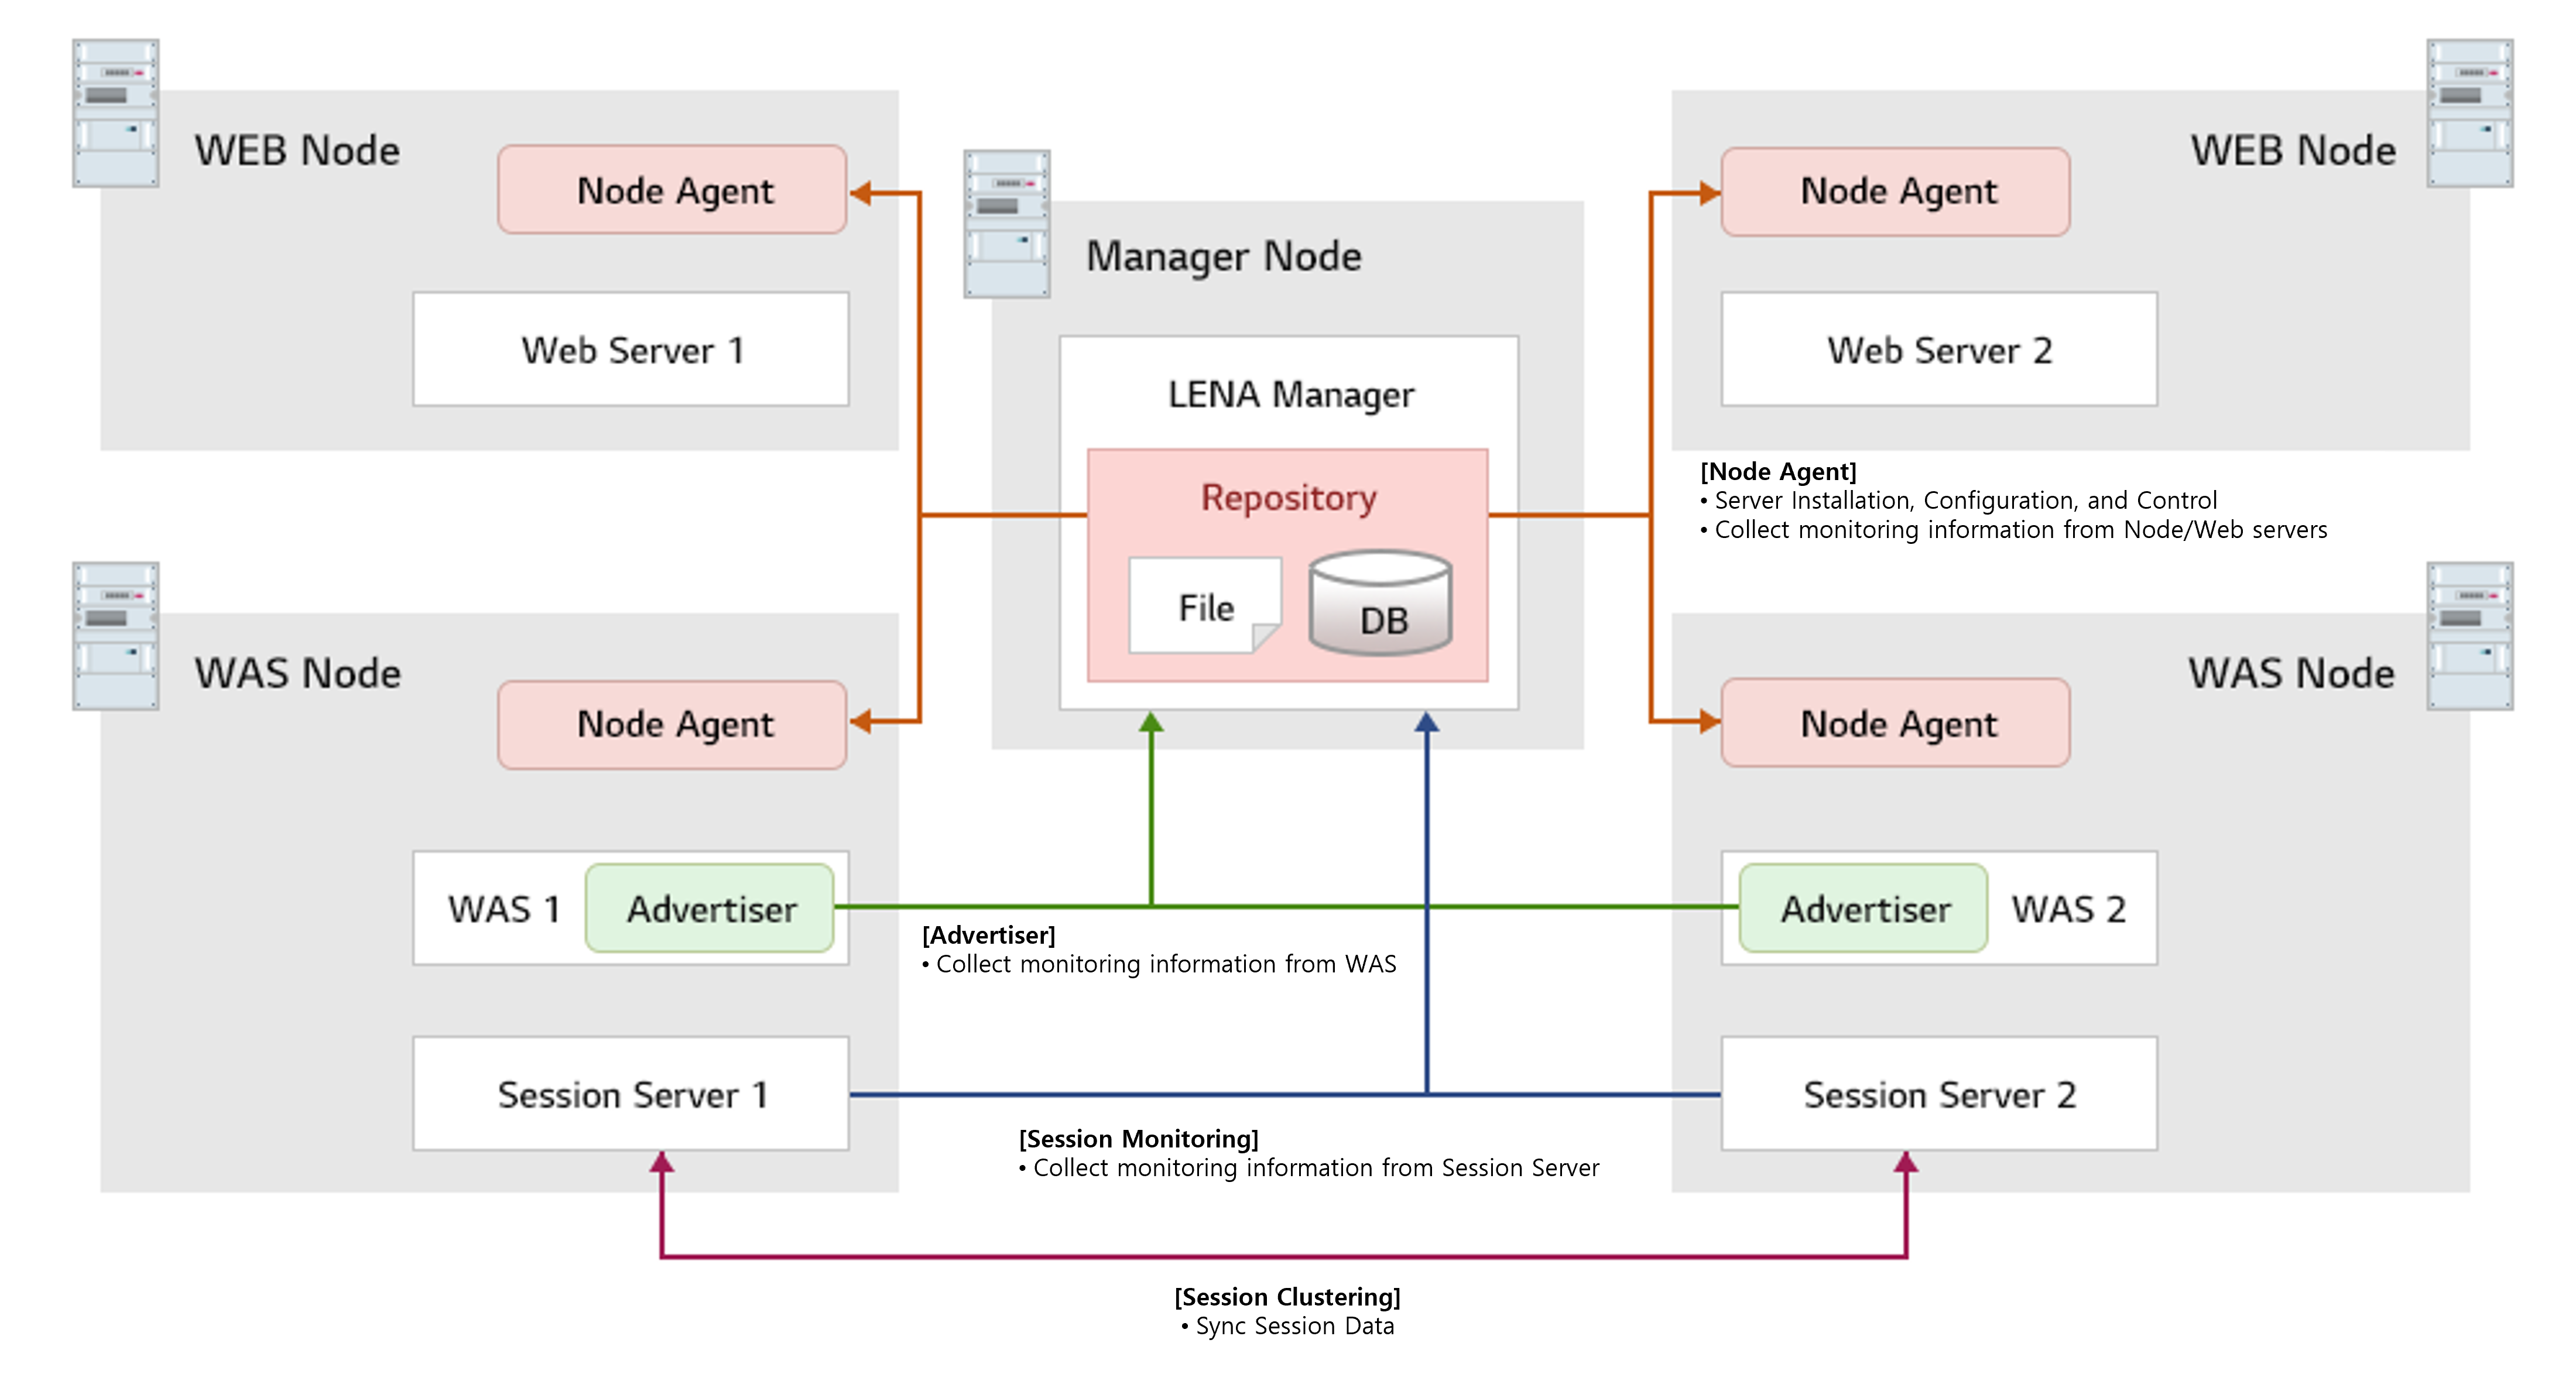 WEB Node
Node Agent
Web Server 1
Manager Node
LENA Manager
Repository
File
DB
WEB Node
Node Agent
Web Server 2
[Node Agent]
• Server Installation, Configuration, and Control
• Collect monitoring information from Node/Web servers
WAS Node
Node Agent
WAS 1
Advertiser
Session Server 1
WAS Node
Node Agent
Advertiser
WAS 2
Session Server 2
[Advertiser]
• Collect monitoring information from WAS
[Session Monitoring]
• Collect monitoring information from Session Server
[Session Clustering]
• Sync Session Data